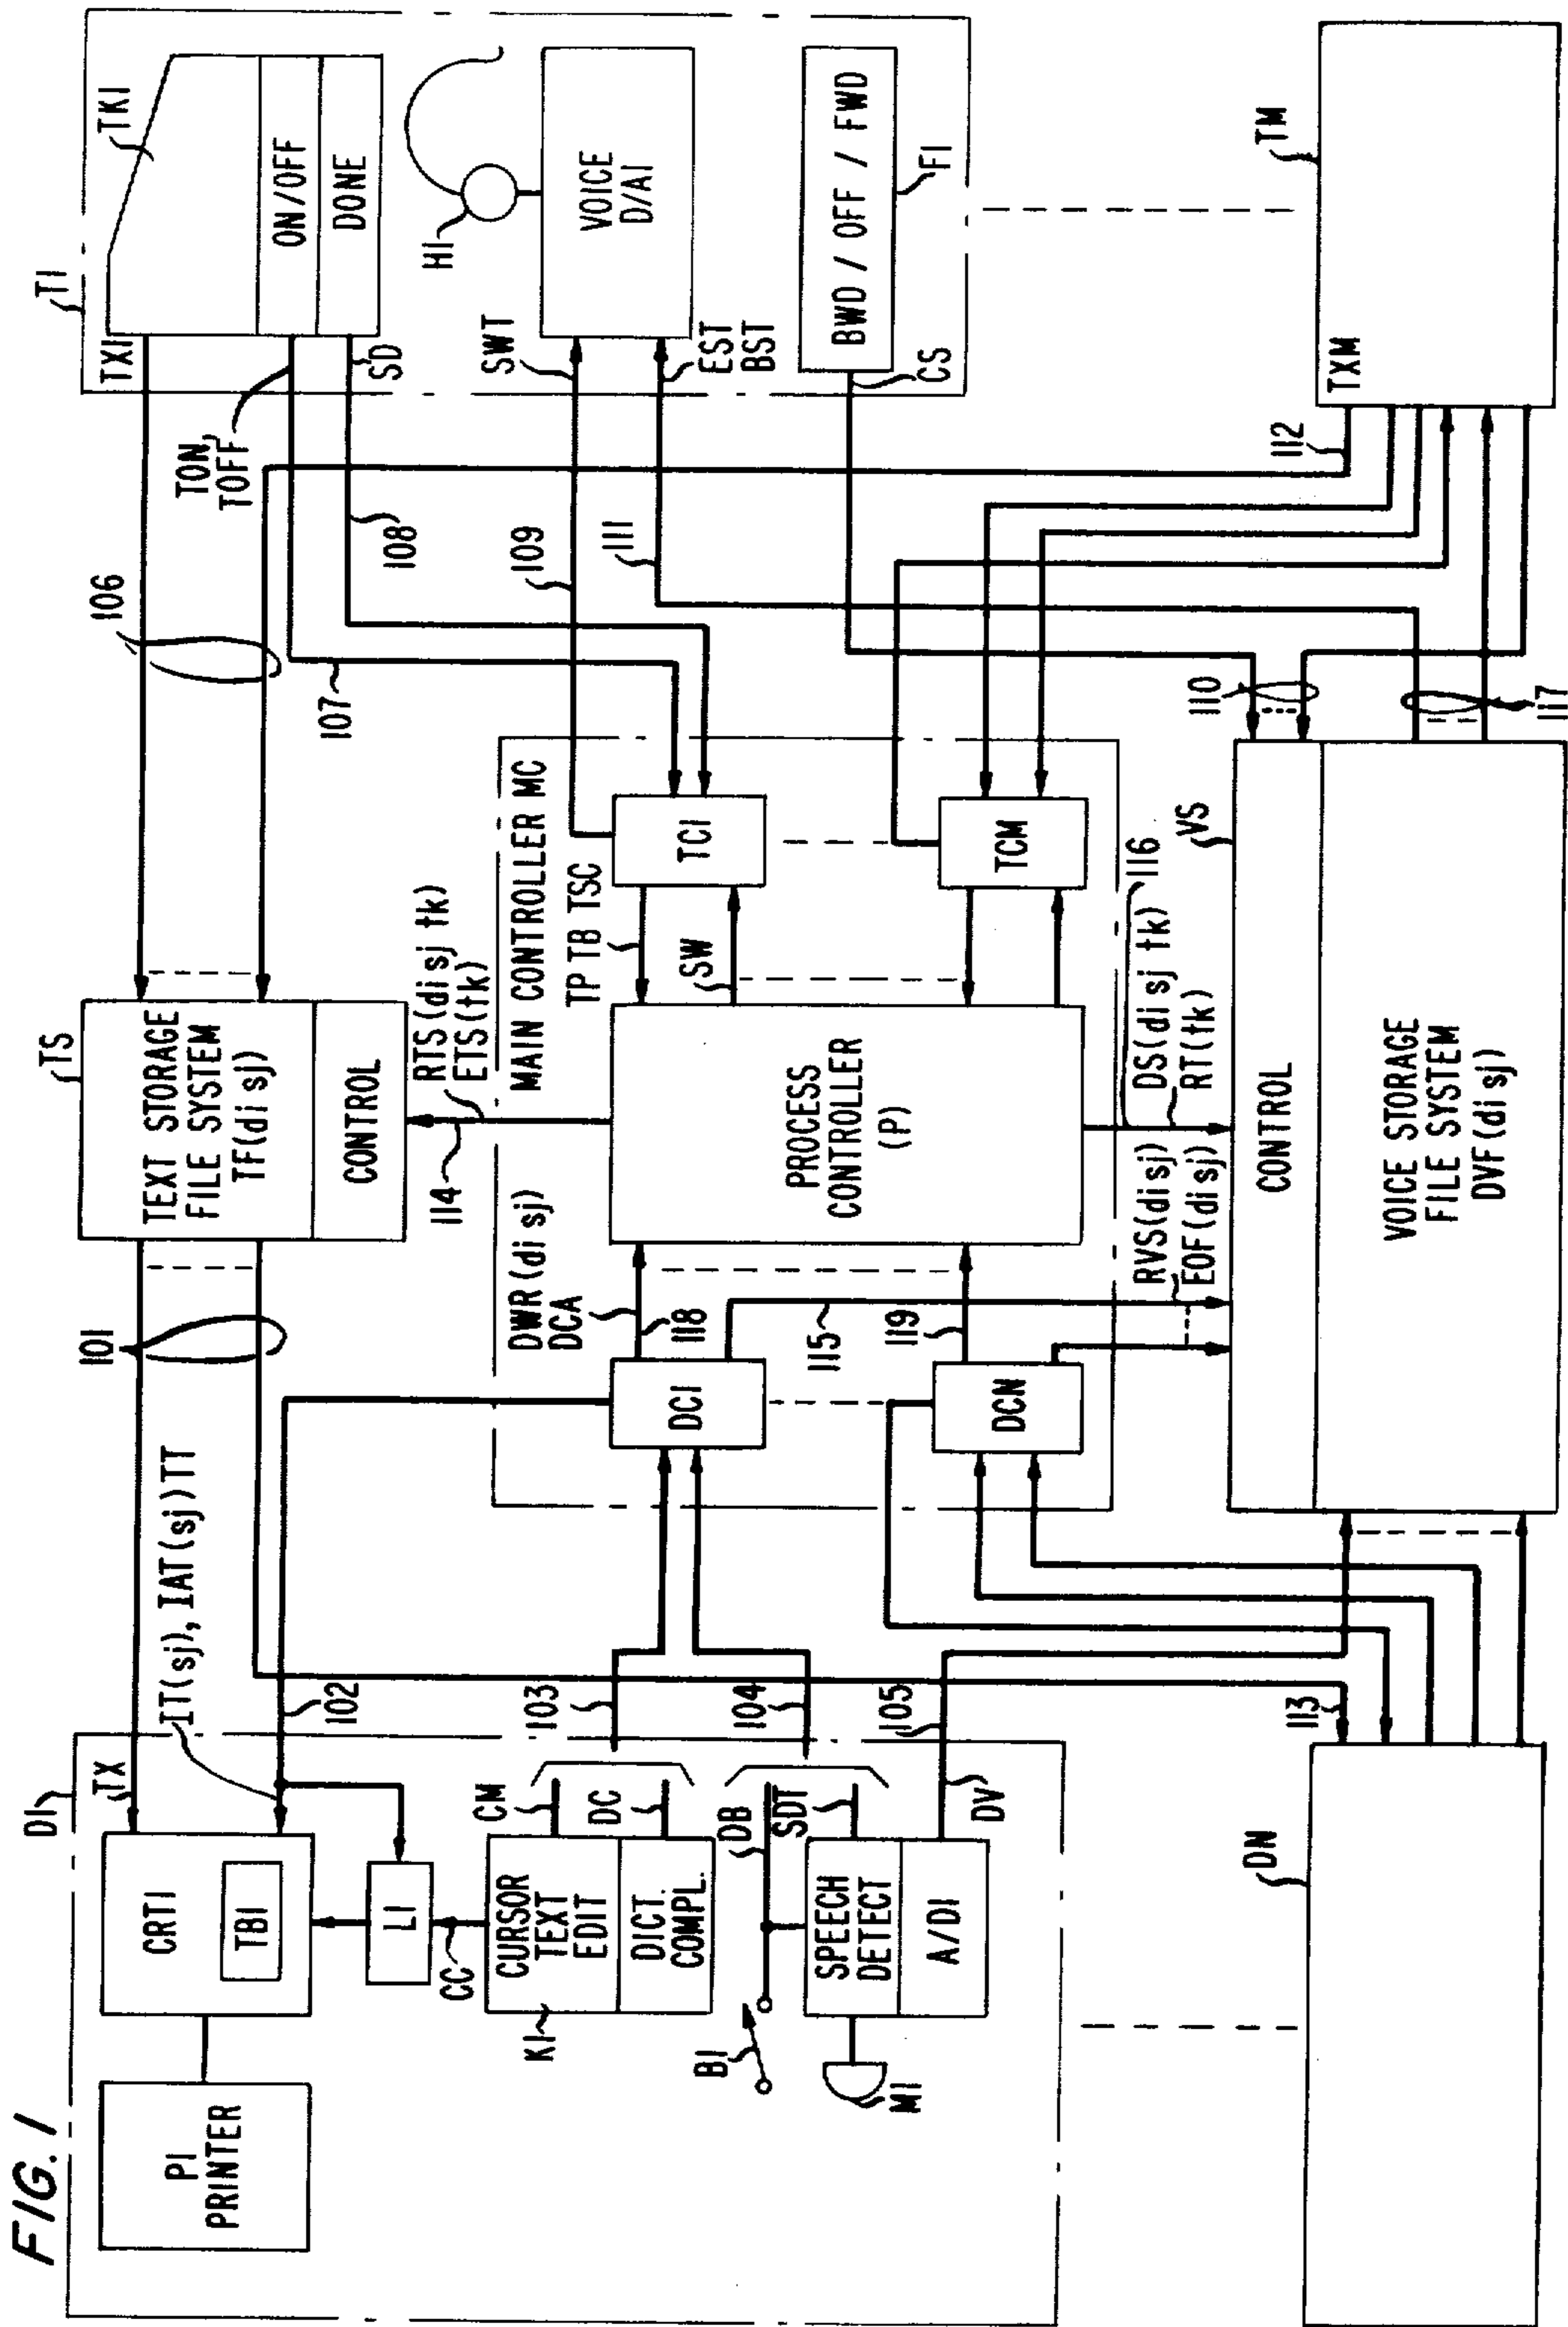 FIG. 1
P1
PRINTER
D1
CRT1
TB1
TX
IT(sj), IAT(sj)TT
102
101
L1
CC
K1
CURSOR
TEXT
EDIT
DICT.
COMPL.
CM
DC
103
B1
DB
SDT
104
SPEECH
DETECT
A/D1
M1
DV
105
DN
113
TS
TEXT STORAGE
FILE SYSTEM
TF(di sj)
CONTROL
114
RTS(di sj tk)
ETS(tk)
MAIN CONTROLLER MC
DWR(di sj)
DCA
118
DC1
115
119
DCN
PROCESS
CONTROLLER
(P)
TP TB TSC
SW
TC1
TCM
RVS(di sj)
EOF(di sj)
DS(di sj tk)
RT(tk)
116
VS
CONTROL
VOICE STORAGE
FILE SYSTEM
DVF(di sj)
106
TON,
TOFF
107
108
109
111
110
117
112
T1
TX1
TK1
ON/OFF
DONE
SD
H1
SWT
VOICE
D/A1
EST
BST
BWD / OFF / FWD
F1
CS
TM
TXM